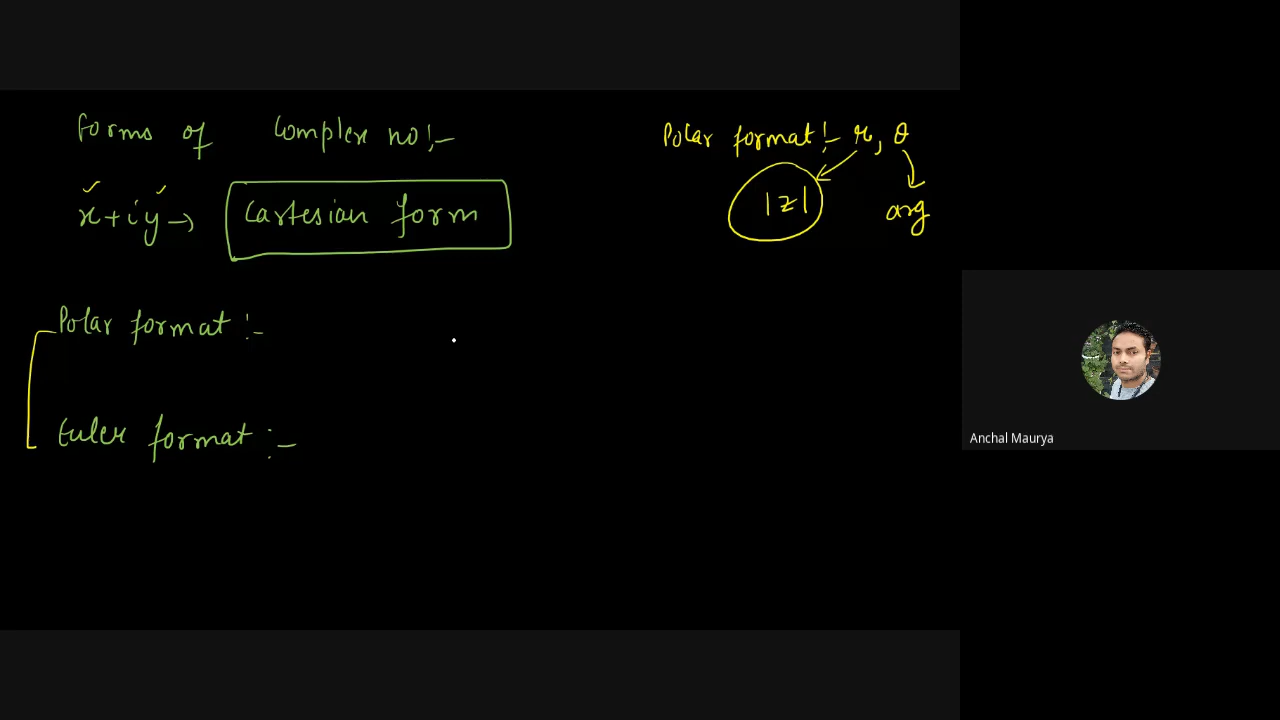 Forms of Complex no!-
x+iy→ Cartesian form
Polar format :-
Euler format :-
Polar format !- r, θ
|z| arg
Anchal Maurya